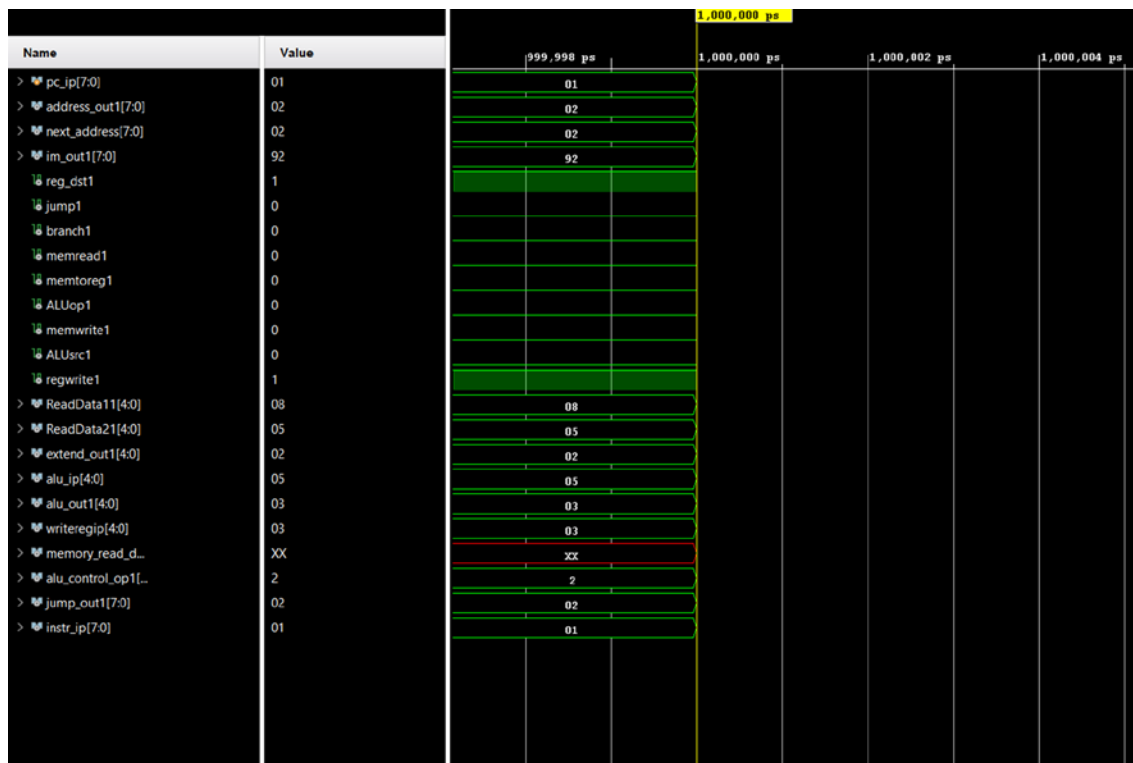 1,000,000 ps
Name Value 999,998 ps 1,000,000 ps 1,000,002 ps 1,000,004 ps
pc_ip[7:0] 01 01
address_out1[7:0] 02 02
next_address[7:0] 02 02
im_out1[7:0] 92 92
reg_dst1 1
jump1 0
branch1 0
memread1 0
memtoreg1 0
ALUop1 0
memwrite1 0
ALUsrc1 0
regwrite1 1
ReadData11[4:0] 08 08
ReadData21[4:0] 05 05
extend_out1[4:0] 02 02
alu_ip[4:0] 05 05
alu_out1[4:0] 03 03
writeregip[4:0] 03 03
memory_read_d... XX XX
alu_control_op1[... 2 2
jump_out1[7:0] 02 02
instr_ip[7:0] 01 01